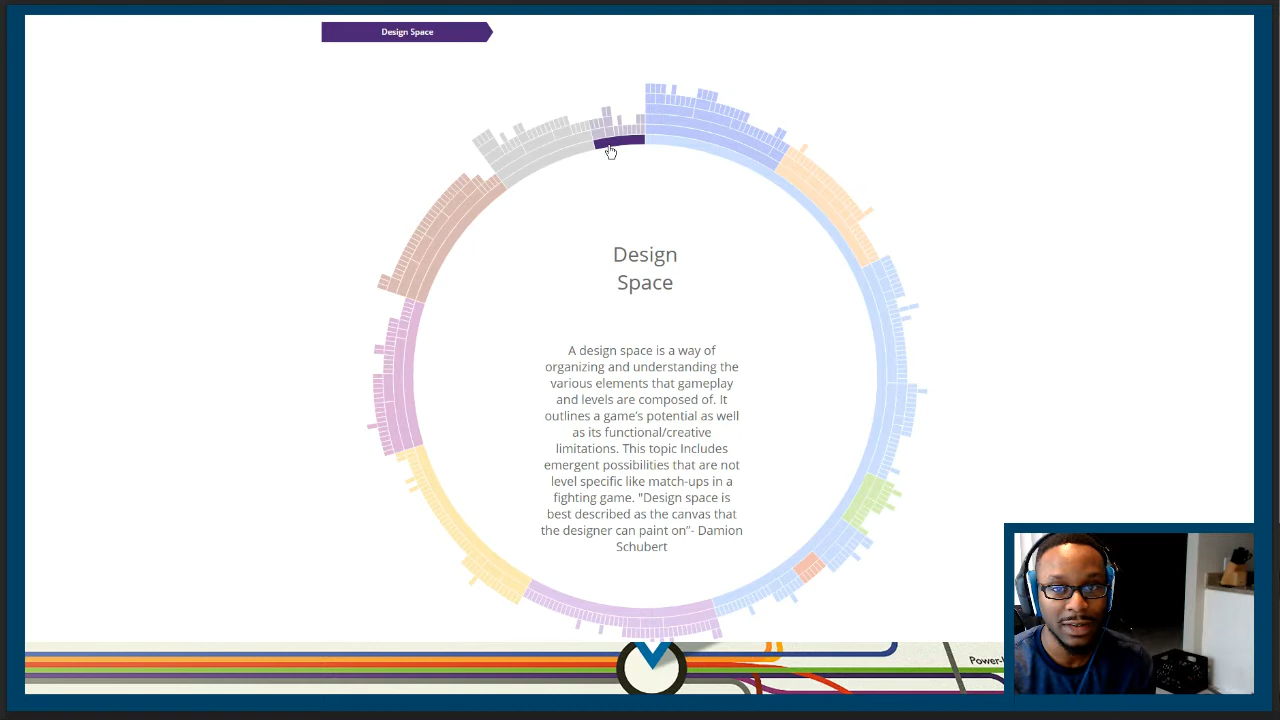 Design Space
Design
Space
A design space is a way of
organizing and understanding the
various elements that gameplay
and levels are composed of. It
outlines a game's potential as well
as its functional/creative
limitations. This topic Includes
emergent possibilities that are not
level specific like match-ups in a
fighting game. "Design space is
best described as the canvas that
the designer can paint on"- Damion
Schubert